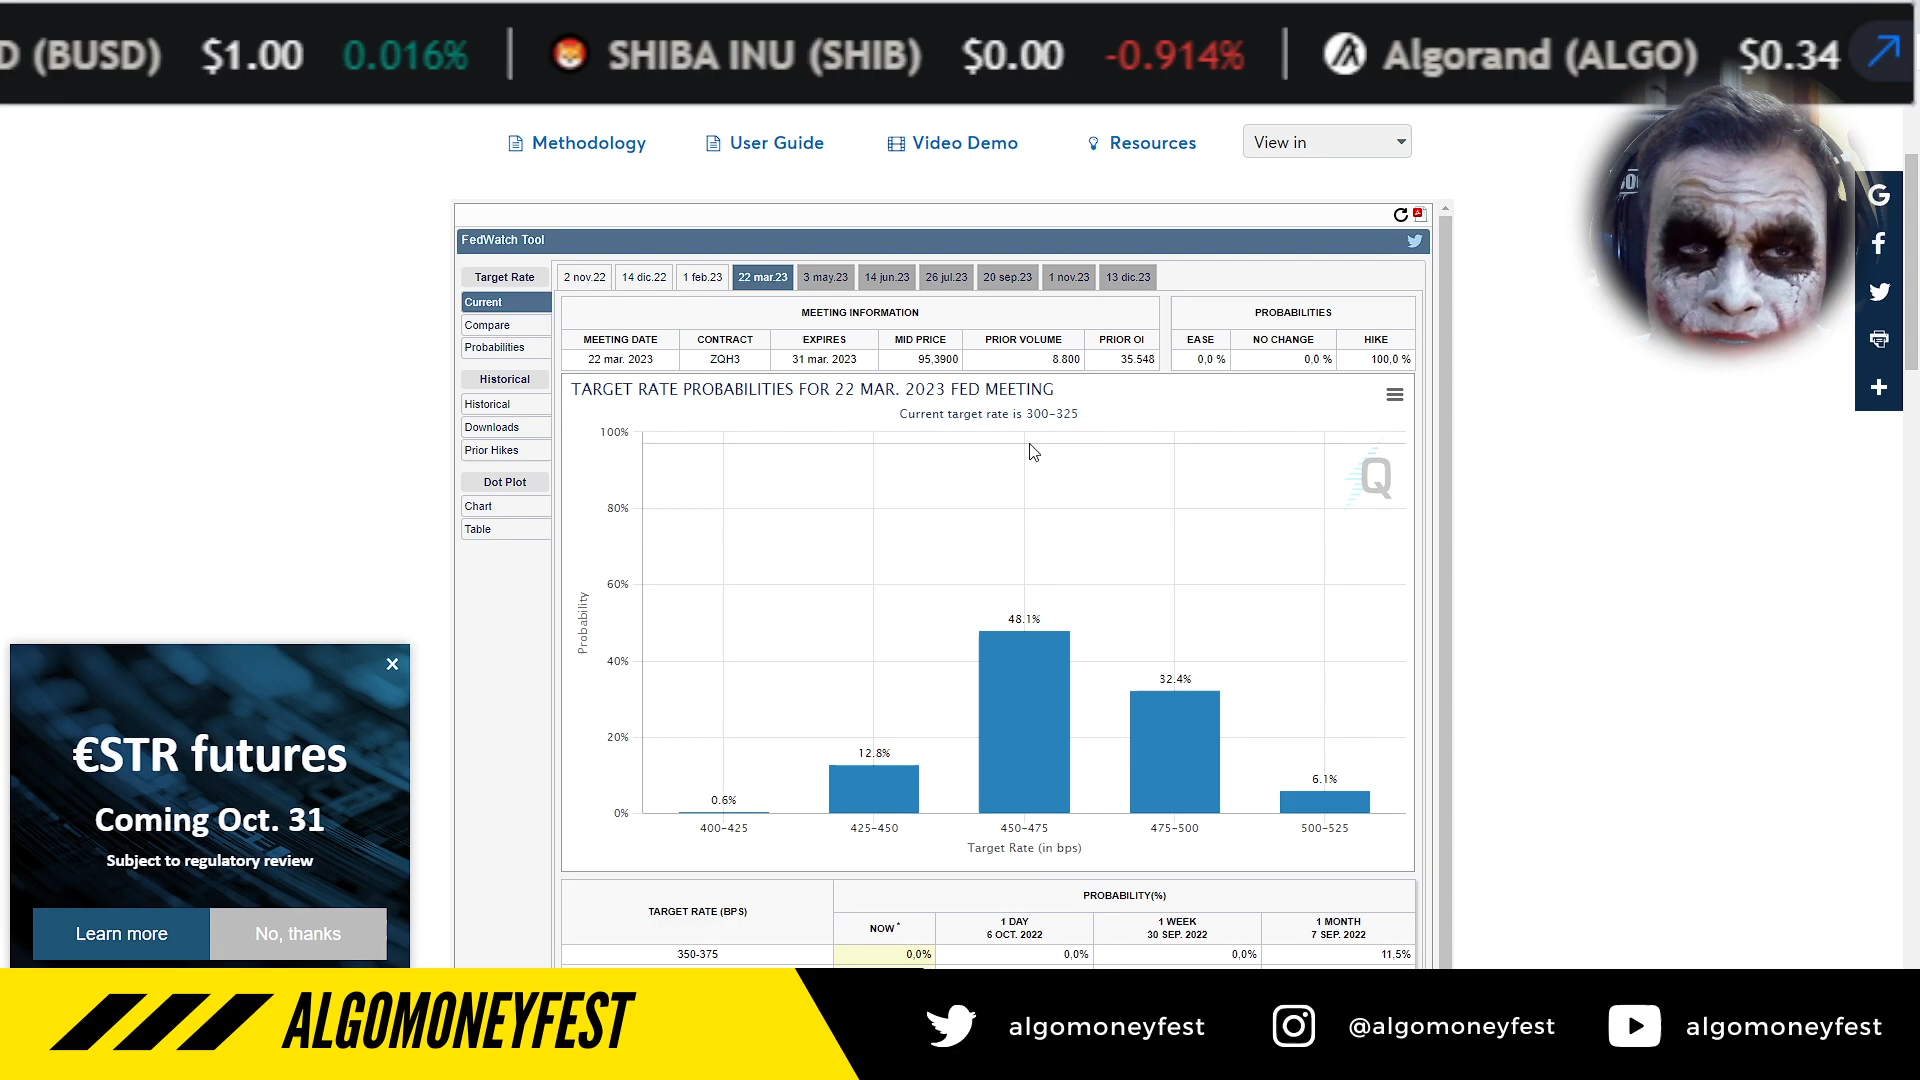 D (BUSD) $1.00 0.016% SHIBA INU (SHIB) $0.00 -0.914% Algorand (ALGO) $0.34
Methodology User Guide Video Demo Resources View in
FedWatch Tool
Target Rate
Current
Compare
Probabilities
Historical
Historical
Downloads
Prior Hikes
Dot Plot
Chart
Table
2 nov.22 14 dic.22 1 feb.23 22 mar.23 3 may.23 14 jun.23 26 jul.23 20 sep.23 1 nov.23 13 dic.23
MEETING INFORMATION
MEETING DATE CONTRACT EXPIRES MID PRICE PRIOR VOLUME PRIOR OI
22 mar. 2023 ZQH3 31 mar. 2023 95,3900 8.800 35.548
PROBABILITIES
EASE NO CHANGE HIKE
0,0 % 0,0 % 100,0 %
TARGET RATE PROBABILITIES FOR 22 MAR. 2023 FED MEETING
Current target rate is 300-325
Probability
100%
80%
60%
40%
20%
0%
0.6%
12.8%
48.1%
32.4%
6.1%
400-425 425-450 450-475 475-500 500-525
Target Rate (in bps)
Q
TARGET RATE (BPS) PROBABILITY(%)
NOW * 1 DAY 1 WEEK 1 MONTH
6 OCT. 2022 30 SEP. 2022 7 SEP. 2022
350-375 0,0% 0,0% 0,0% 11,5%
G
f
+
×
€STR futures
Coming Oct. 31
Subject to regulatory review
Learn more No, thanks
ALGOMONEYFEST algomoneyfest @algomoneyfest algomoneyfest